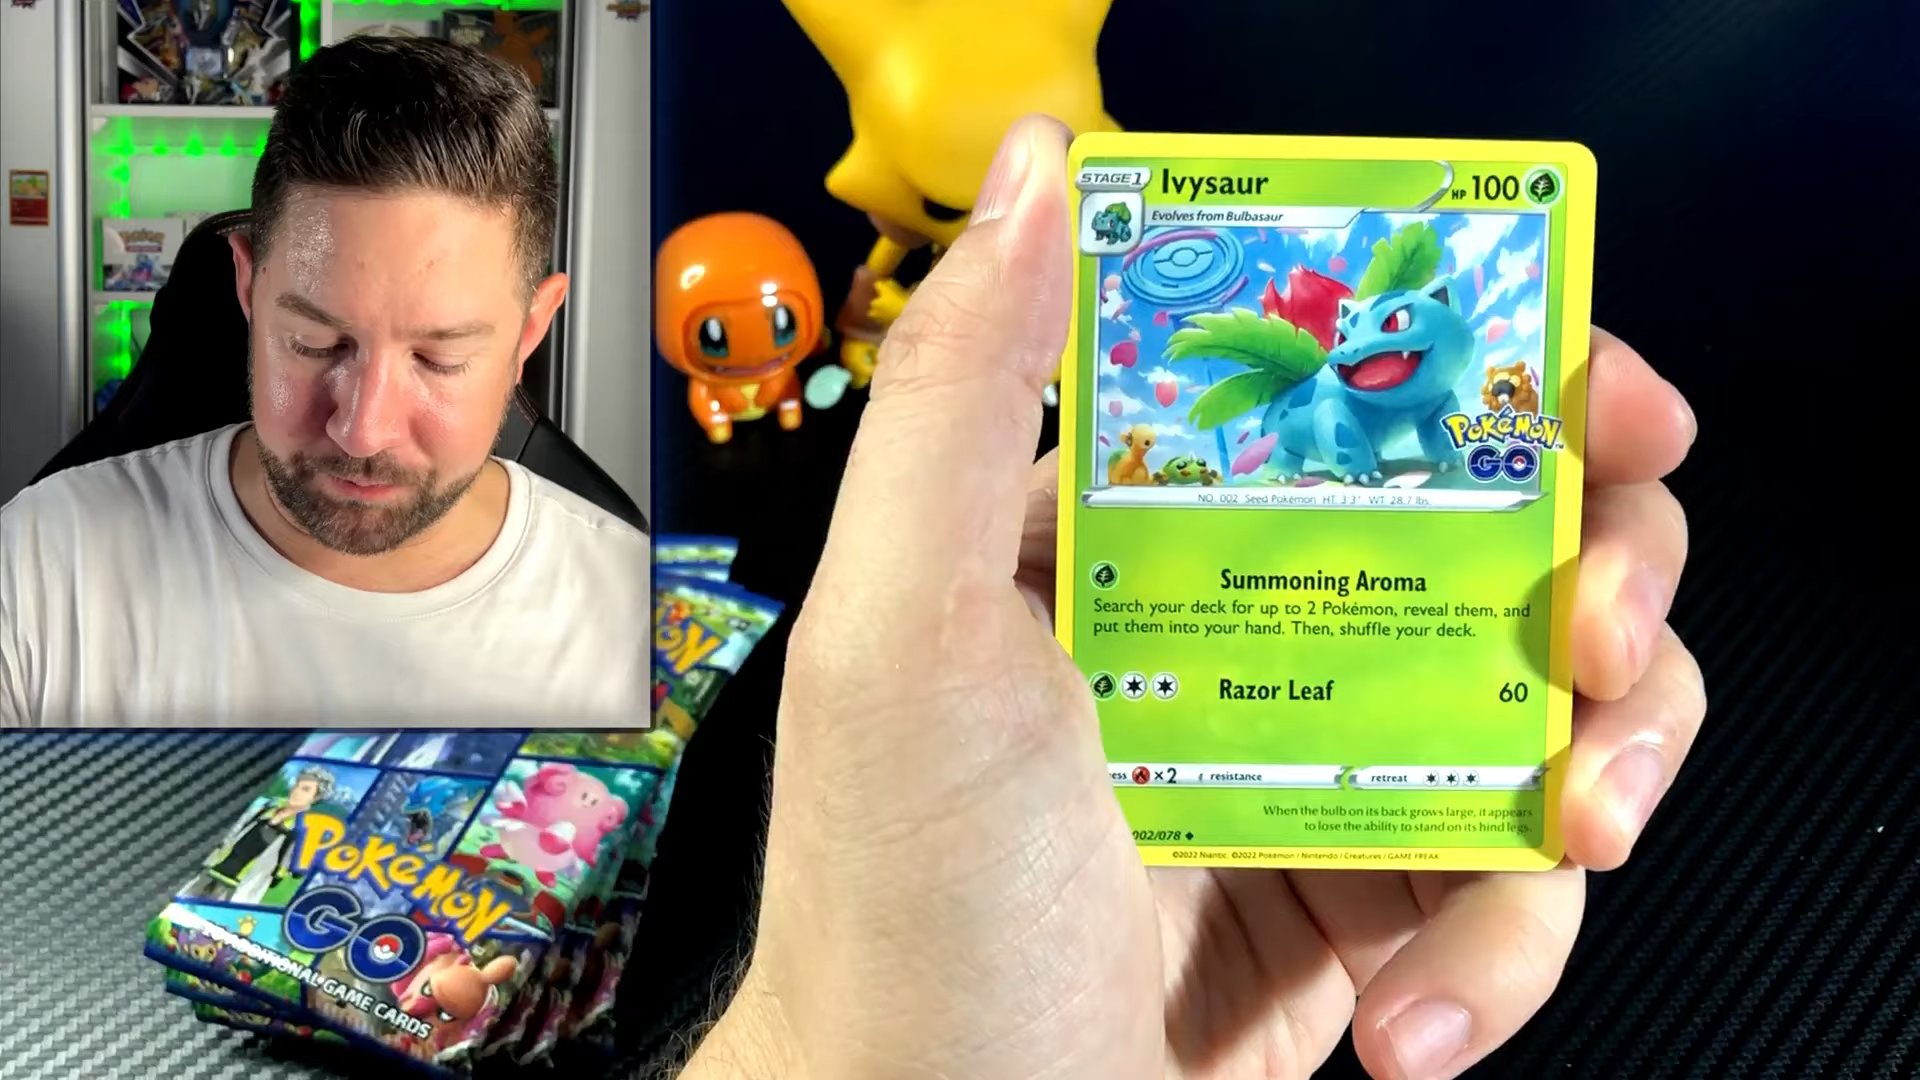 STAGE 1
Ivysaur
HP 100
Evolves from Bulbasaur
POKÉMON
GO
NO. 002 Seed Pokémon HT. 3'3" WT. 28.7 lbs.
Summoning Aroma
Search your deck for up to 2 Pokémon, reveal them, and
put them into your hand. Then, shuffle your deck.
Razor Leaf 60
ess ×2 resistance retreat
When the bulb on its back grows large, it appears
to lose the ability to stand on its hind legs.
002/078
©2022 Niantic. ©2022 Pokémon / Nintendo / Creatures / GAME FREAK
POKÉMON
GO
10 ADDITIONAL GAME CARDS